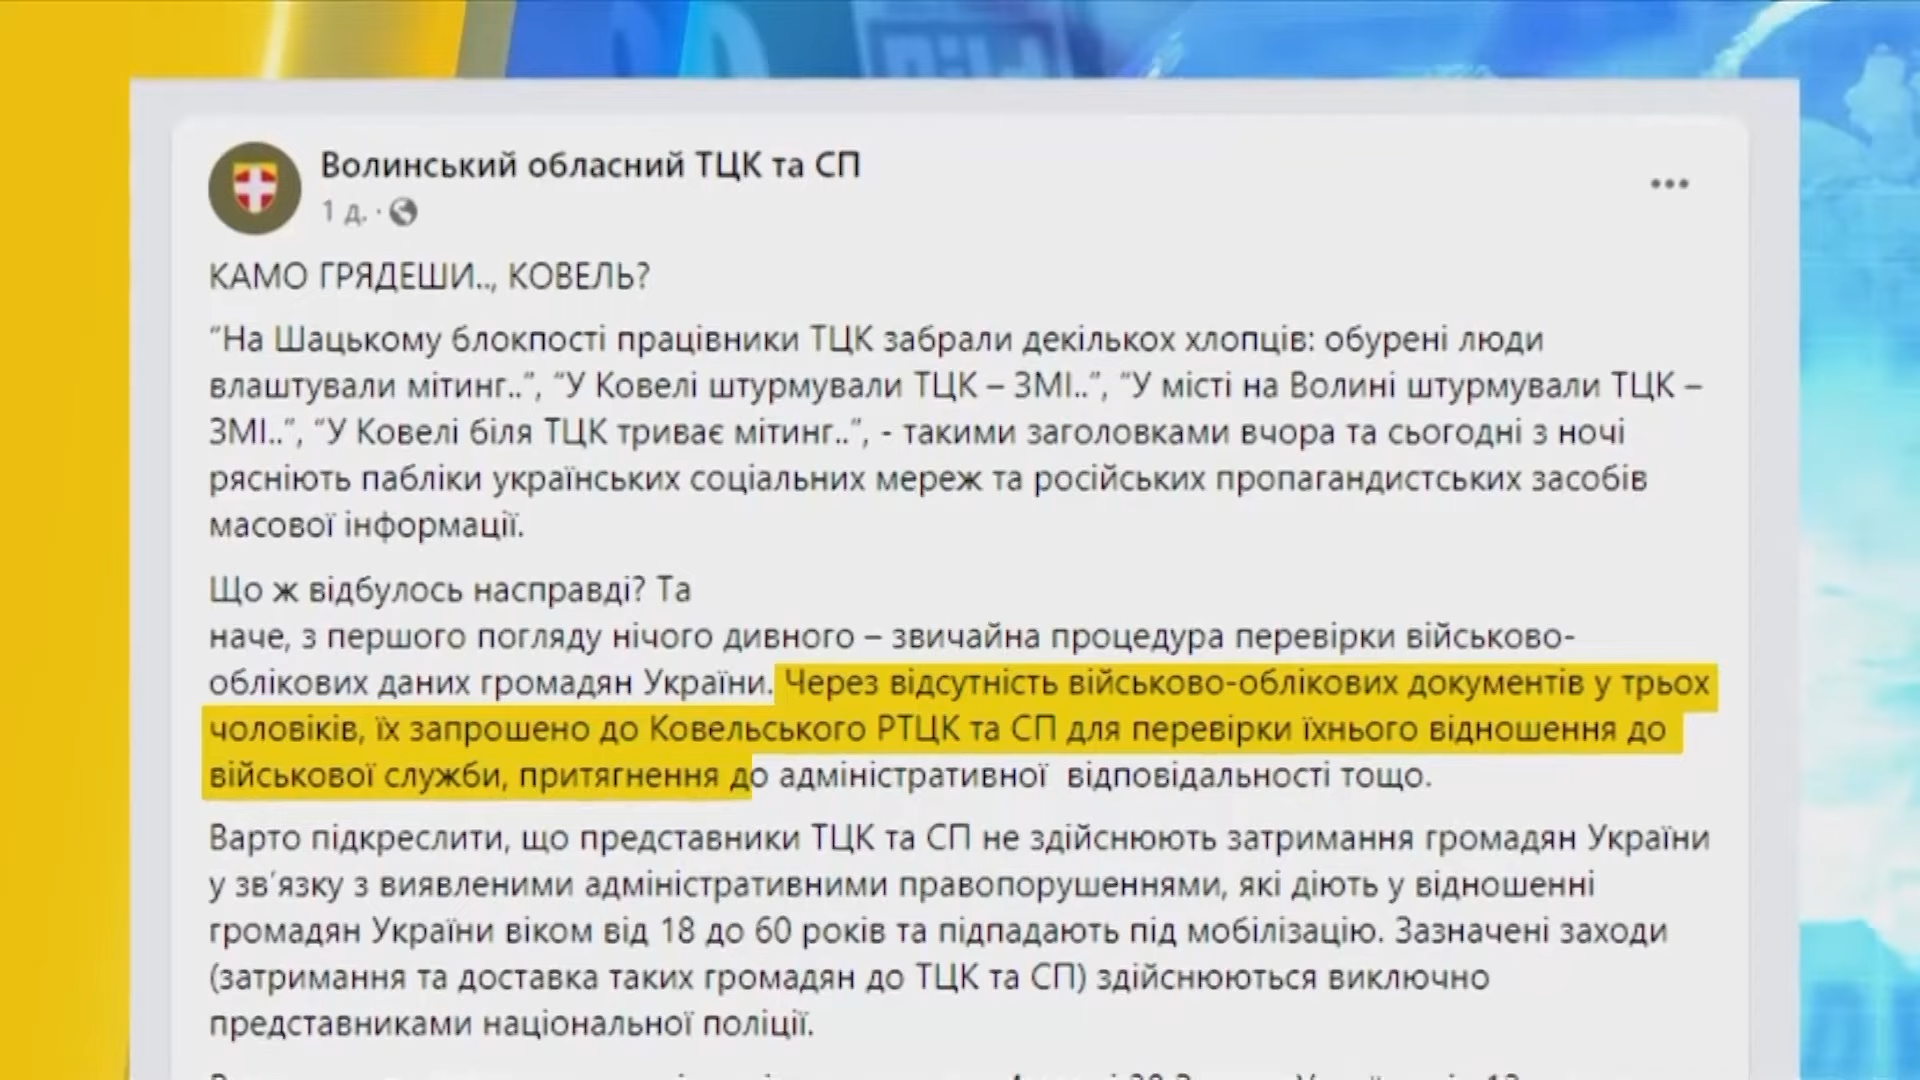 Волинський обласний ТЦК та СП
1 д. ·
КАМО ГРЯДЕШИ.., КОВЕЛЬ?
“На Шацькому блокпості працівники ТЦК забрали декількох хлопців: обурені люди
влаштували мітинг..”, “У Ковелі штурмували ТЦК – ЗМІ..”, “У місті на Волині штурмували ТЦК –
ЗМІ..”, “У Ковелі біля ТЦК триває мітинг..”, - такими заголовками вчора та сьогодні з ночі
рясніють пабліки українських соціальних мереж та російських пропагандистських засобів
масової інформації.
Що ж відбулось насправді? Та
наче, з першого погляду нічого дивного – звичайна процедура перевірки військово-
облікових даних громадян України. Через відсутність військово-облікових документів у трьох
чоловіків, їх запрошено до Ковельського РТЦК та СП для перевірки їхнього відношення до
військової служби, притягнення до адміністративної  відповідальності тощо.
Варто підкреслити, що представники ТЦК та СП не здійснюють затримання громадян України
у зв’язку з виявленими адміністративними правопорушеннями, які діють у відношенні
громадян України віком від 18 до 60 років та підпадають під мобілізацію. Зазначені заходи
(затримання та доставка таких громадян до ТЦК та СП) здійснюються виключно
представниками національної поліції.